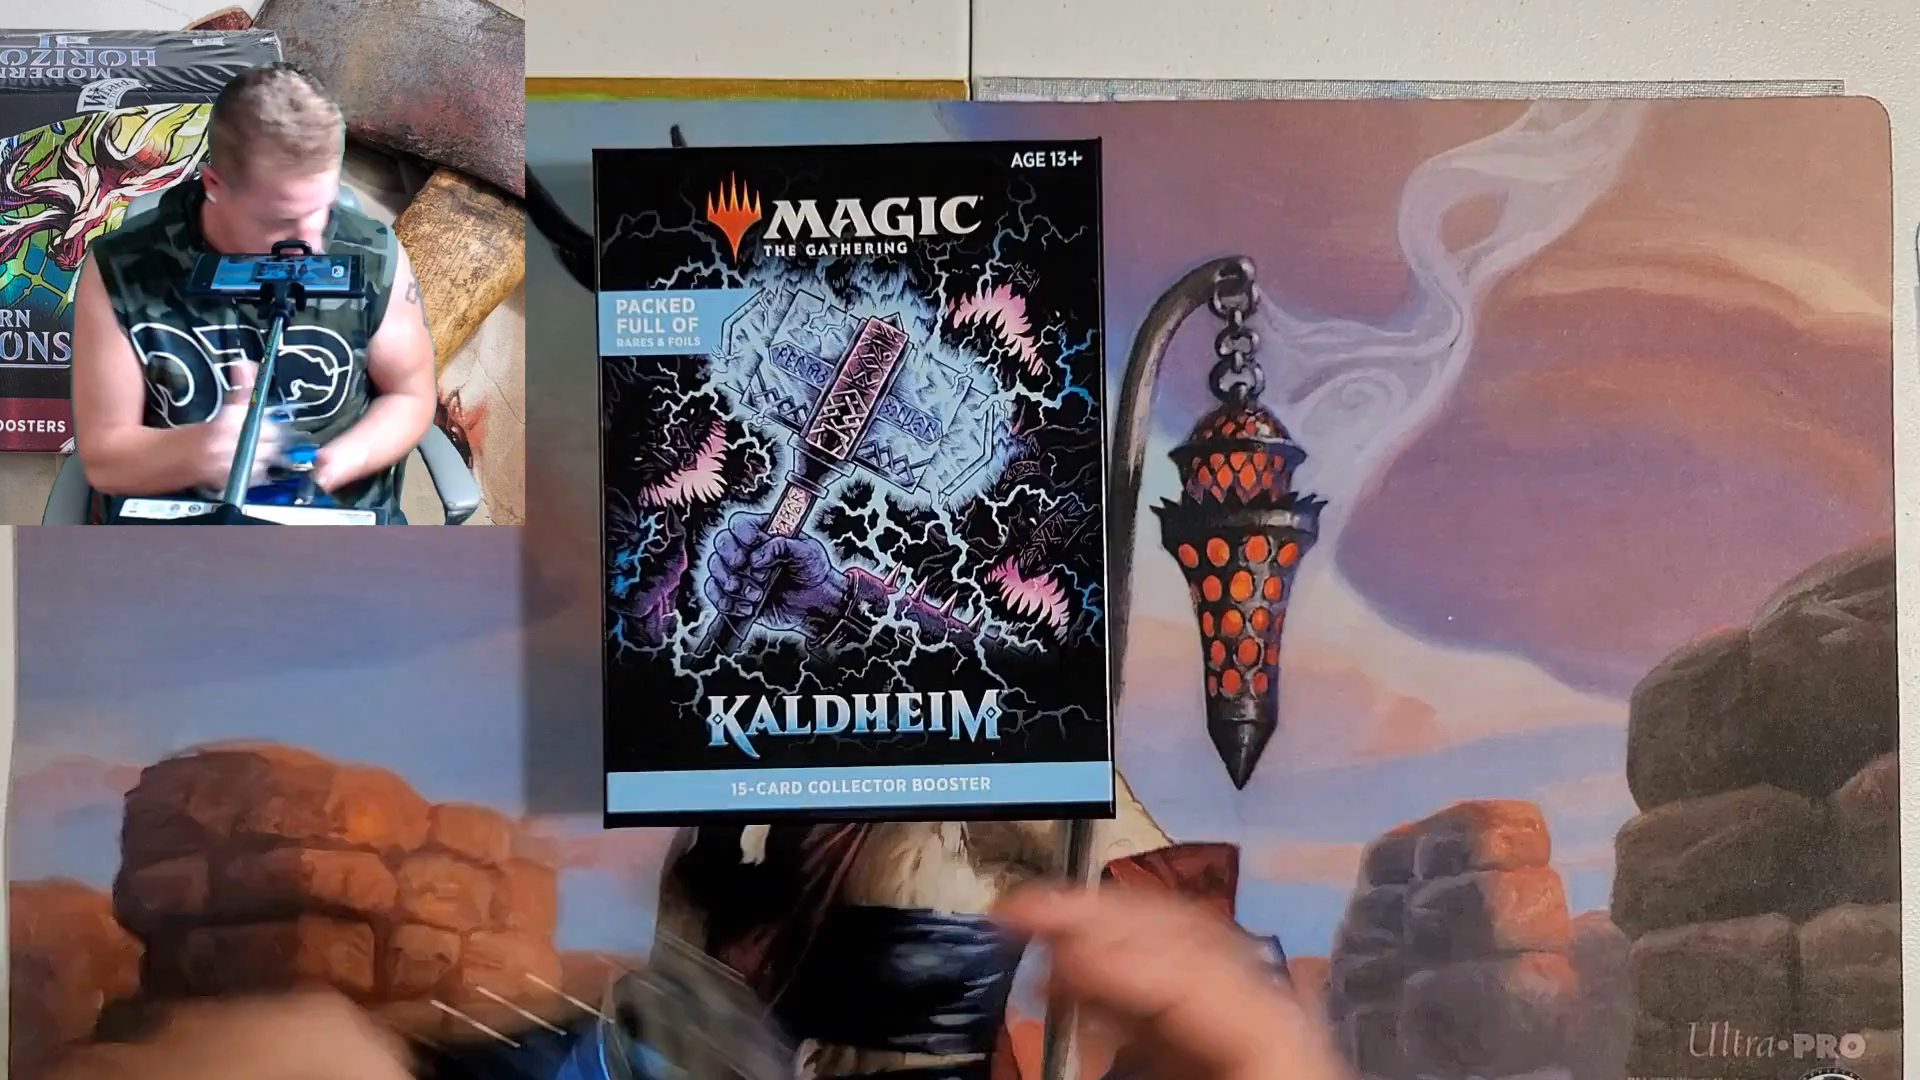 MODERN
HORIZO
RN
ONS
OOSTERS
AGE 13+
MAGIC
THE GATHERING
PACKED
FULL OF
RARES & FOILS
KALDHEIM
15-CARD COLLECTOR BOOSTER
Ultra•PRO